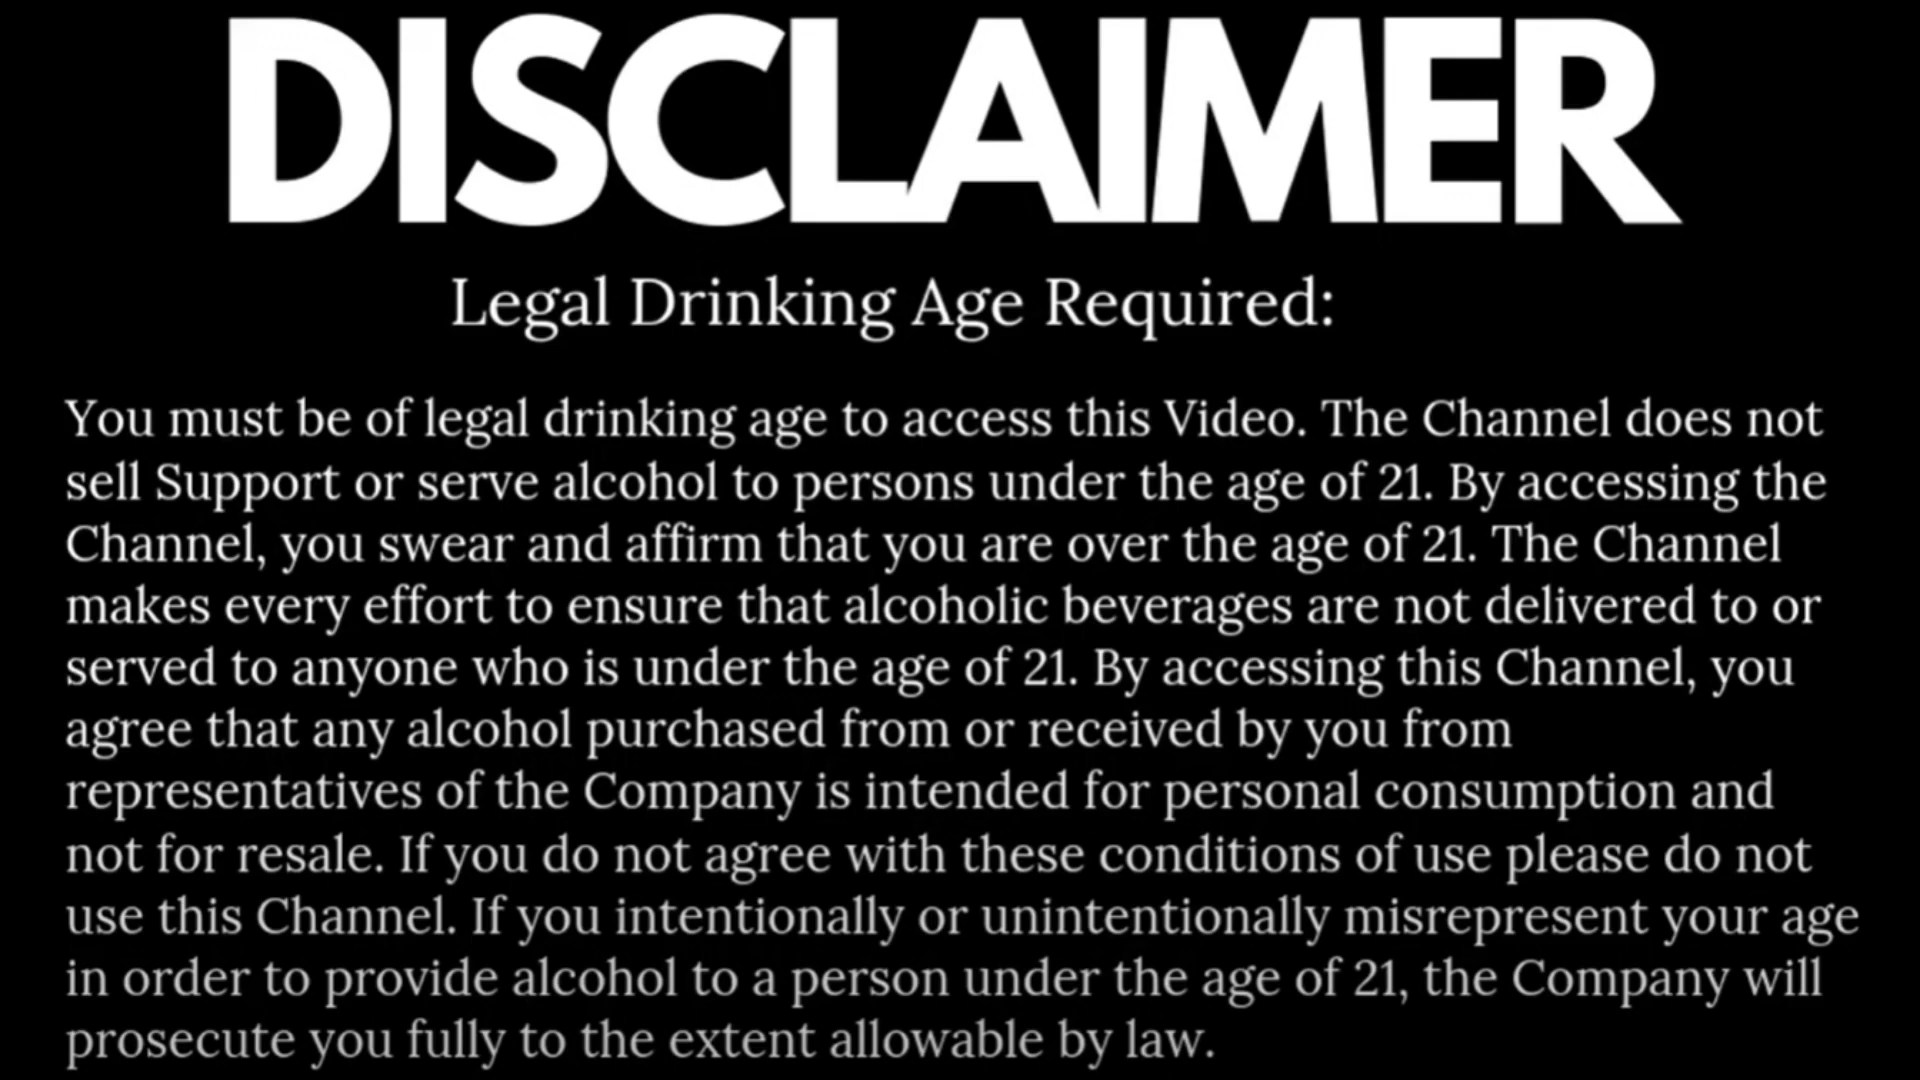 DISCLAIMER
Legal Drinking Age Required:
You must be of legal drinking age to access this Video. The Channel does not
sell Support or serve alcohol to persons under the age of 21. By accessing the
Channel, you swear and affirm that you are over the age of 21. The Channel
makes every effort to ensure that alcoholic beverages are not delivered to or
served to anyone who is under the age of 21. By accessing this Channel, you
agree that any alcohol purchased from or received by you from
representatives of the Company is intended for personal consumption and
not for resale. If you do not agree with these conditions of use please do not
use this Channel. If you intentionally or unintentionally misrepresent your age
in order to provide alcohol to a person under the age of 21, the Company will
prosecute you fully to the extent allowable by law.